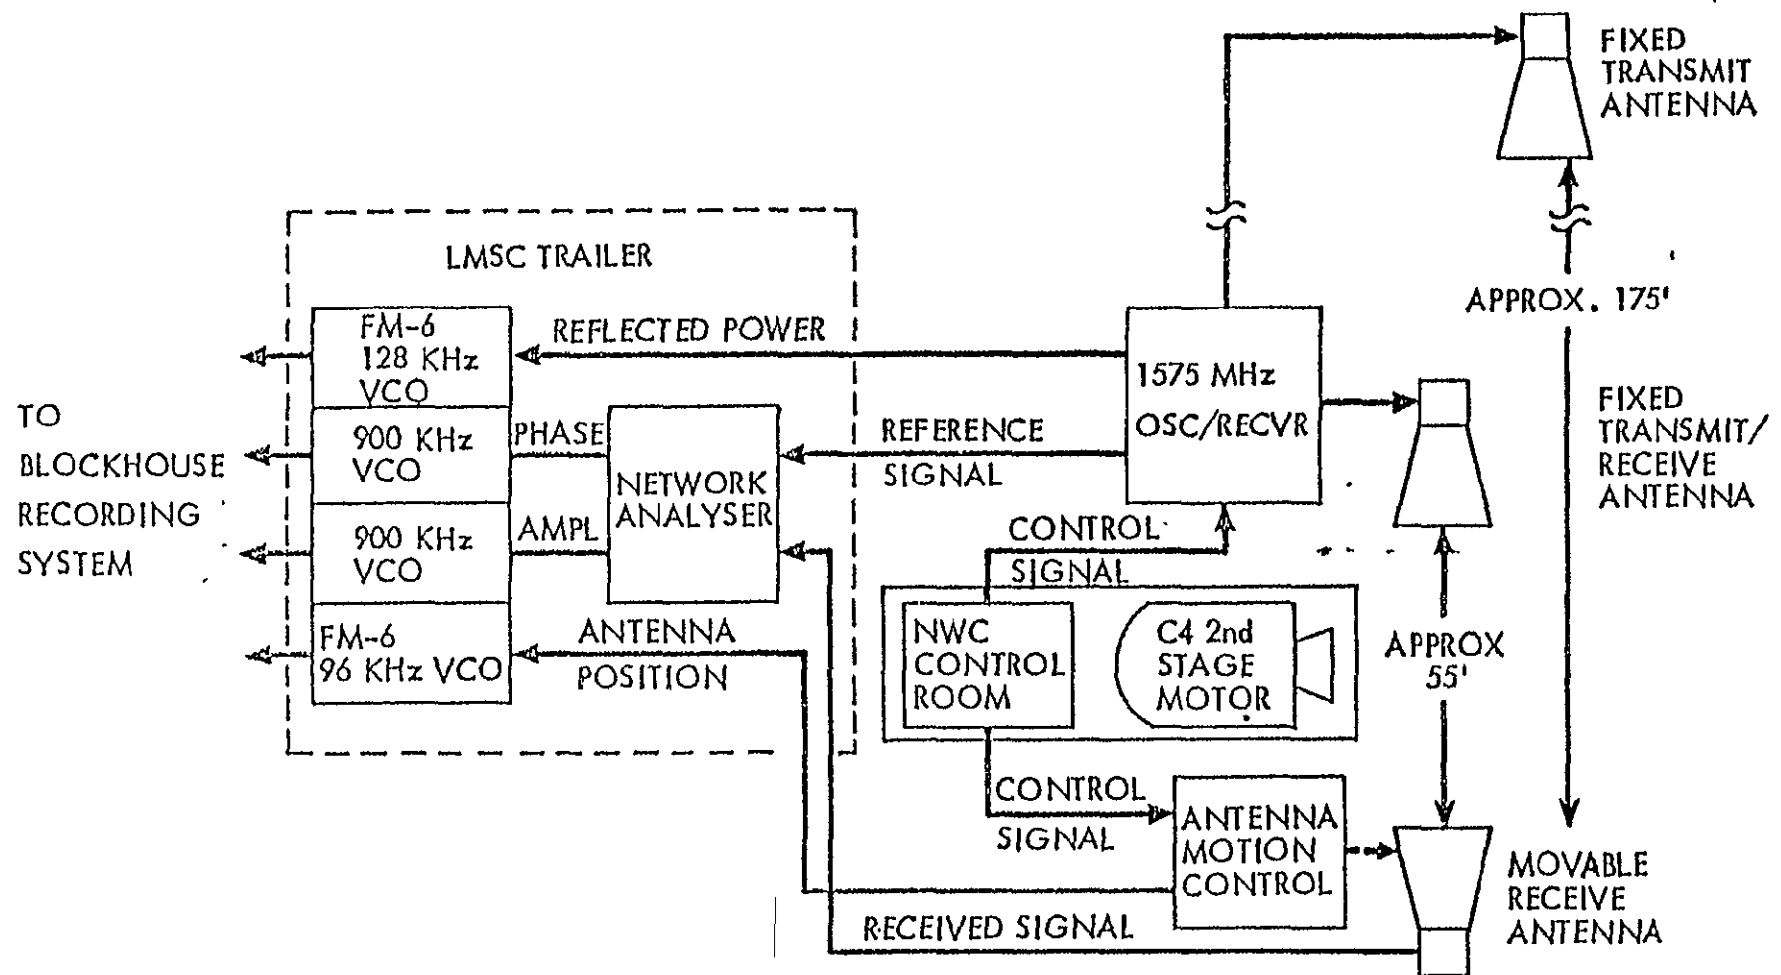 FIXED
TRANSMIT
ANTENNA
LMSC TRAILER
APPROX. 175'
FM-6
128 KHz
VCO
REFLECTED POWER
1575 MHz
OSC/RECVR
TO
BLOCKHOUSE
RECORDING
SYSTEM
900 KHz
VCO
PHASE
NETWORK
ANALYSER
REFERENCE
SIGNAL
FIXED
TRANSMIT/
RECEIVE
ANTENNA
900 KHz
VCO
AMPL
CONTROL
SIGNAL
FM-6
96 KHz VCO
ANTENNA
POSITION
NWC
CONTROL
ROOM
C4 2nd
STAGE
MOTOR
APPROX
55'
CONTROL
SIGNAL
ANTENNA
MOTION
CONTROL
MOVABLE
RECEIVE
ANTENNA
RECEIVED SIGNAL